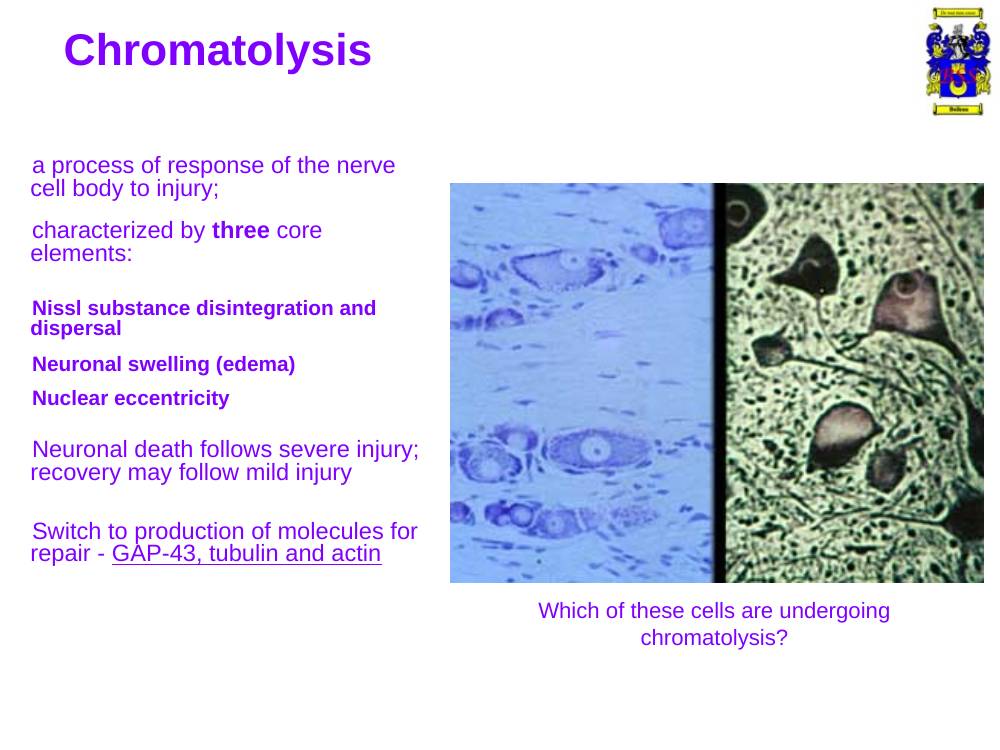 Chromatolysis
a process of response of the nerve
cell body to injury;
characterized by three core
elements:
Nissl substance disintegration and
dispersal
Neuronal swelling (edema)
Nuclear eccentricity
Neuronal death follows severe injury;
recovery may follow mild injury
Switch to production of molecules for
repair - GAP-43, tubulin and actin
Which of these cells are undergoing
chromatolysis?